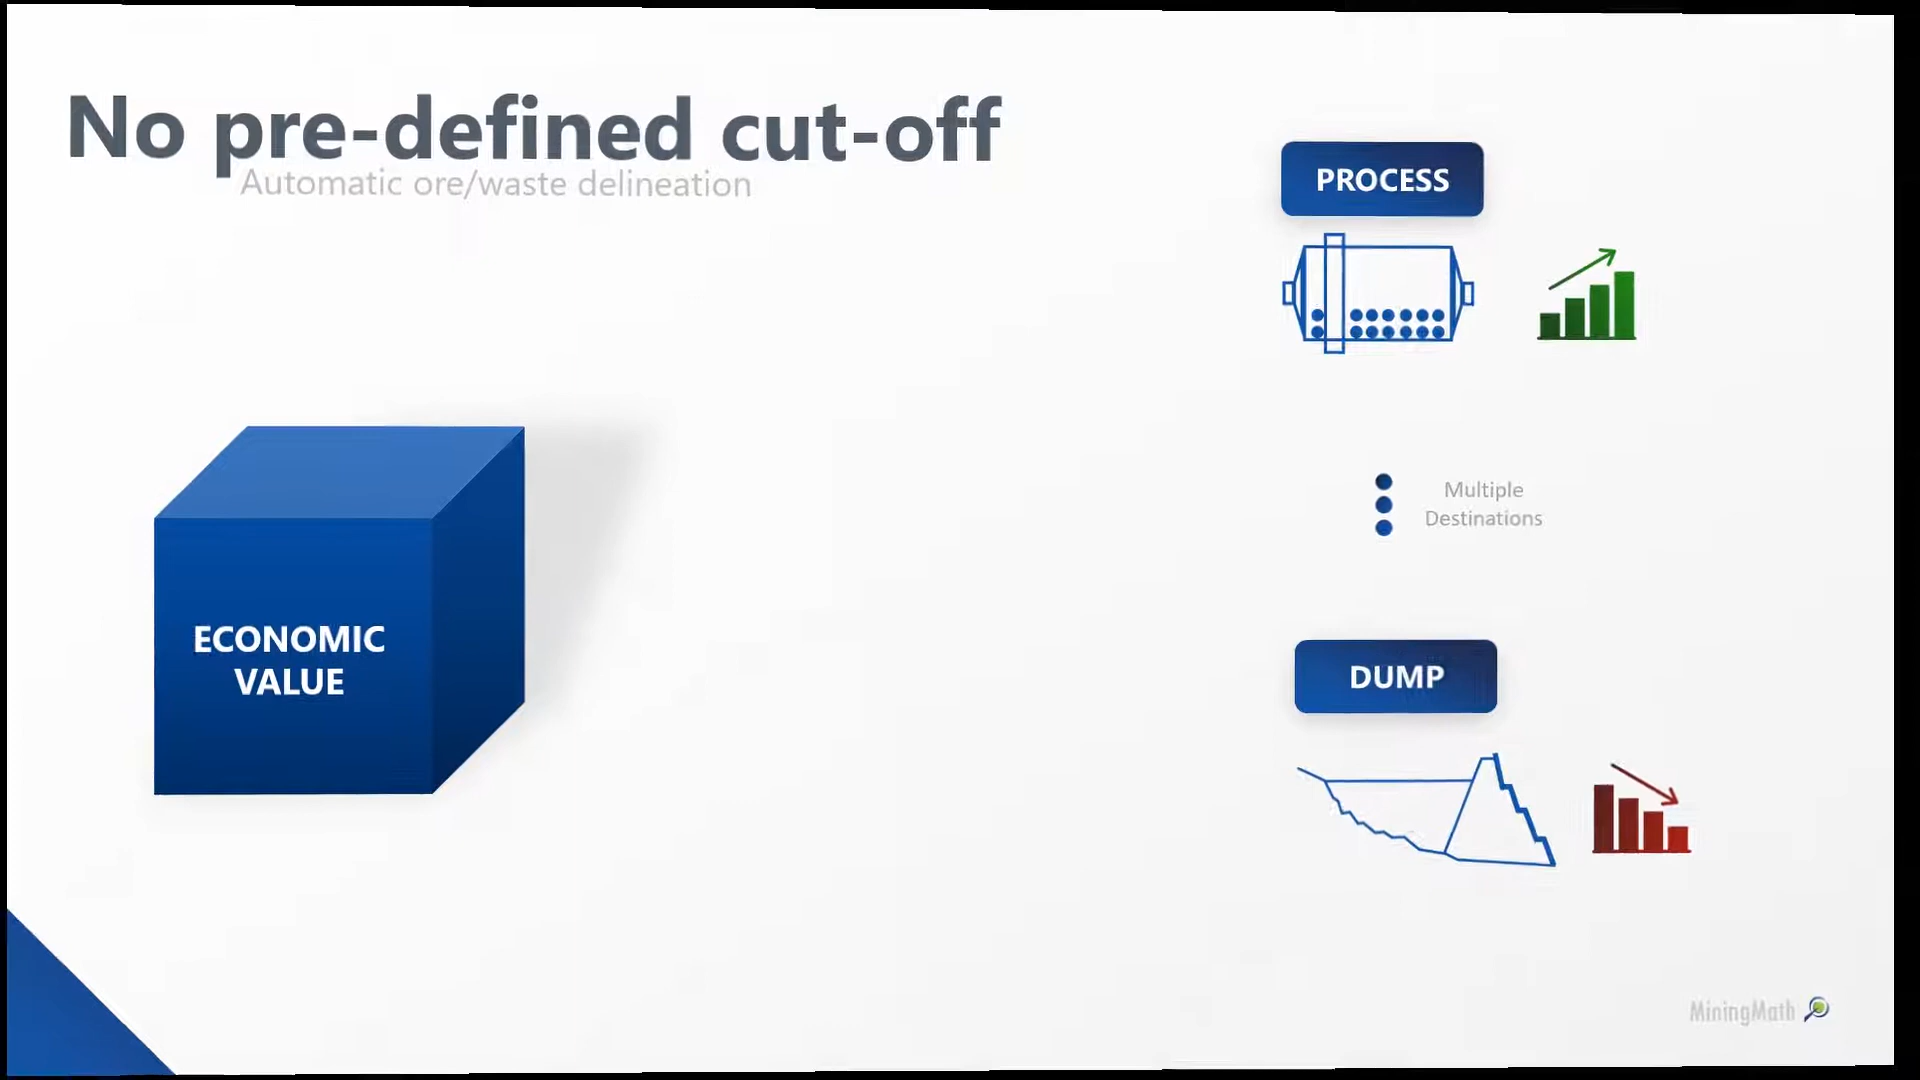 No pre-defined cut-off
Automatic ore/waste delineation
PROCESS
Multiple
Destinations
ECONOMIC
VALUE
DUMP
MiningMath